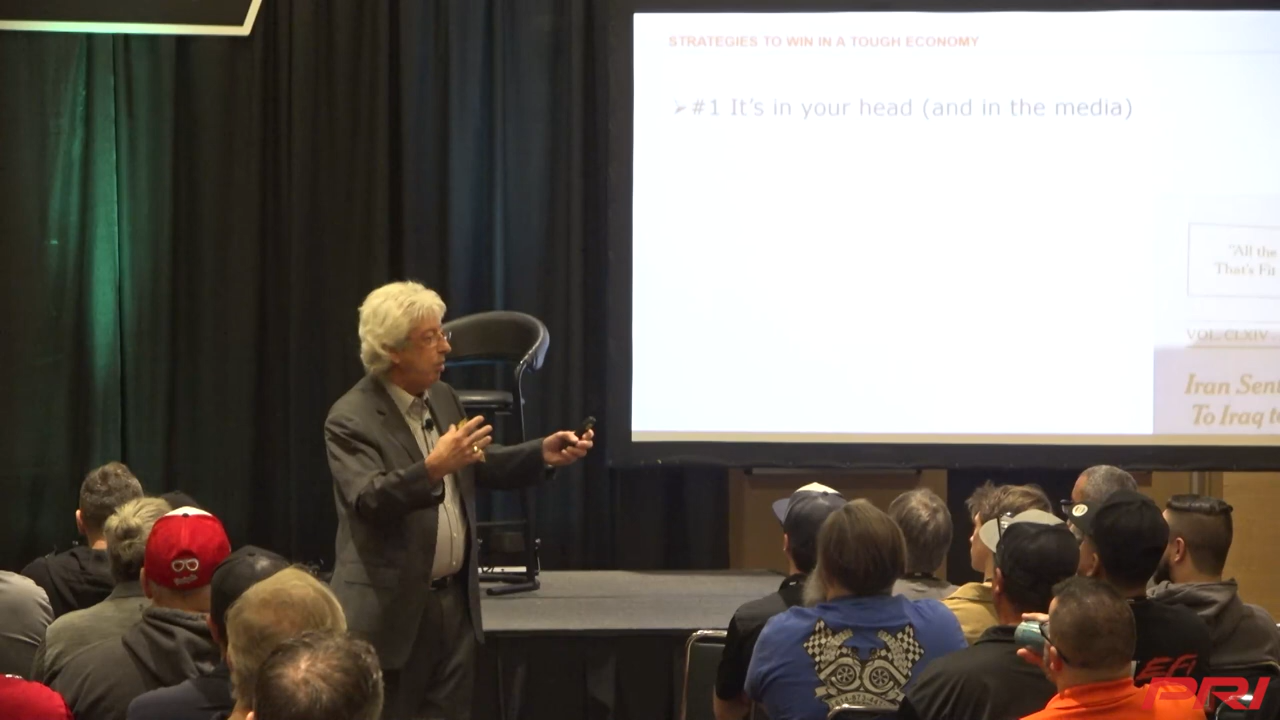 STRATEGIES TO WIN IN A TOUGH ECONOMY
➢#1 It's in your head (and in the media)
"All the
That's Fit
VOL. CLXIV
Iran Sent
To Iraq t
EFI
PRI